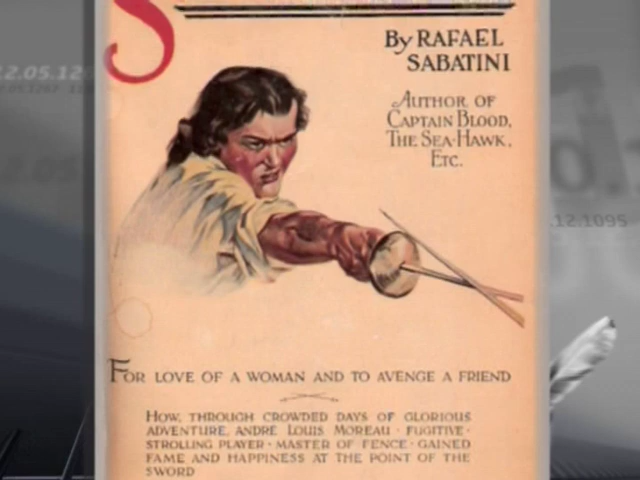 S
By RAFAEL
SABATINI
AUTHOR OF
CAPTAIN BLOOD,
THE SEA-HAWK,
ETC.
FOR LOVE OF A WOMAN AND TO AVENGE A FRIEND
HOW, THROUGH CROWDED DAYS OF GLORIOUS
ADVENTURE, ANDRE LOUIS MOREAU · FUGITIVE ·
STROLLING PLAYER · MASTER OF FENCE · GAINED
FAME AND HAPPINESS AT THE POINT OF THE
SWORD
12.1095